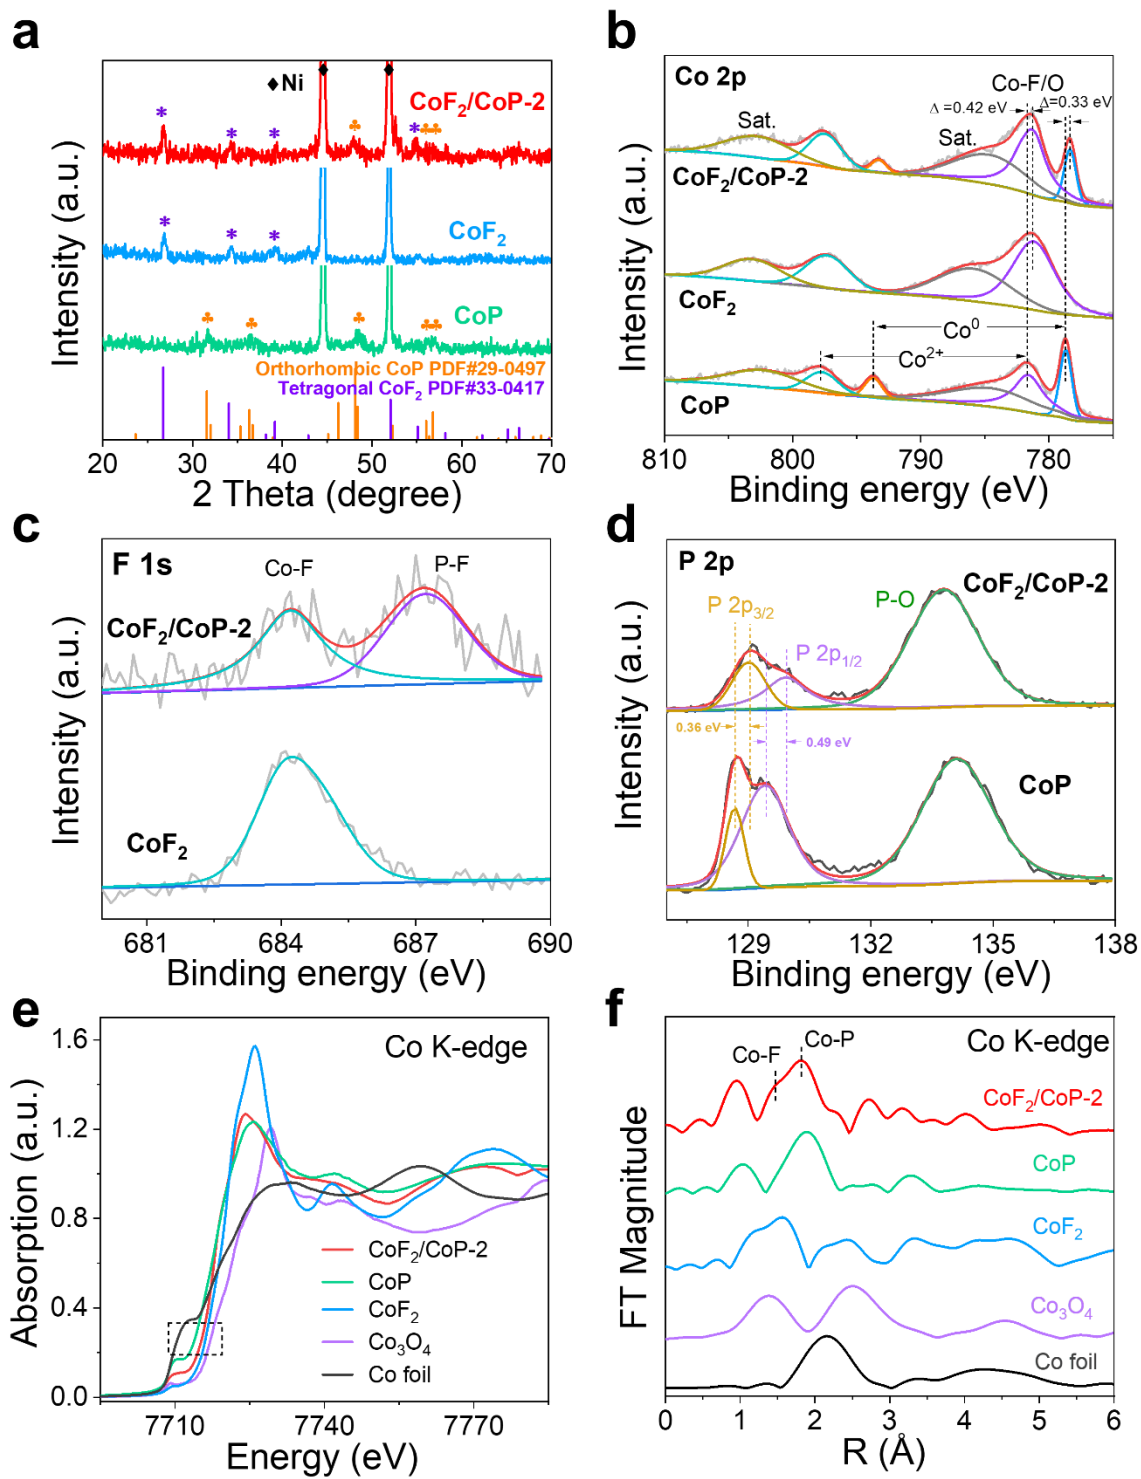 a
♦Ni
CoF₂/CoP-2
CoF₂
CoP
Orthorhombic CoP PDF#29-0497
Tetragonal CoF₂ PDF#33-0417
Intensity (a.u.)
20 30 40 50 60 70
2 Theta (degree)
b
Co 2p
Co-F/O
Δ =0.42 eV
Δ=0.33 eV
Sat.
Sat.
CoF₂/CoP-2
CoF₂
Co⁰
Co²⁺
CoP
Intensity (a.u.)
810 800 790 780
Binding energy (eV)
c
F 1s
Co-F
P-F
CoF₂/CoP-2
CoF₂
Intensity (a.u.)
681 684 687 690
Binding energy (eV)
d
P 2p
CoF₂/CoP-2
P 2p₃/₂
P-O
P 2p₁/₂
0.36 eV
0.49 eV
CoP
Intensity (a.u.)
129 132 135 138
Binding energy (eV)
e
Co K-edge
1.6
1.2
0.8
0.4
0.0
Absorption (a.u.)
CoF₂/CoP-2
CoP
CoF₂
Co₃O₄
Co foil
7710 7740 7770
Energy (eV)
f
Co K-edge
Co-P
Co-F
CoF₂/CoP-2
CoP
CoF₂
Co₃O₄
Co foil
FT Magnitude
0 1 2 3 4 5 6
R (Å)